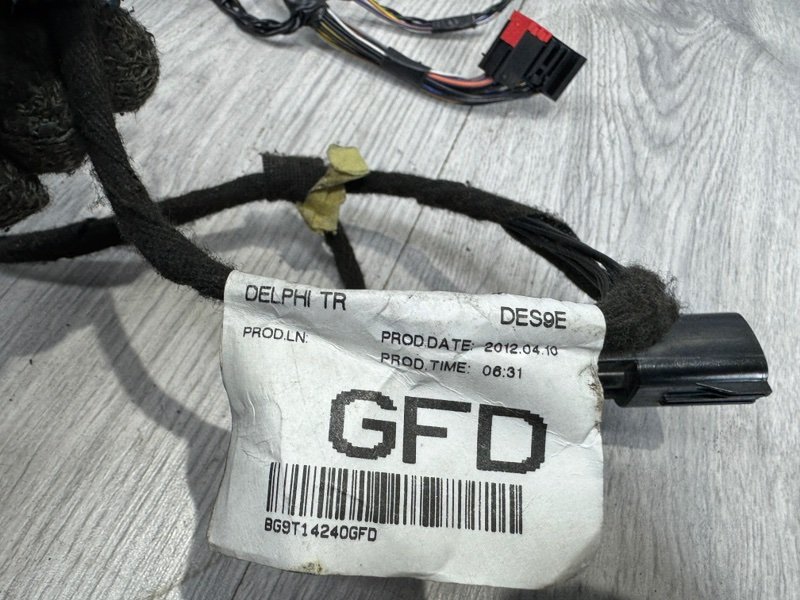 DELPHI TR DES9E
PROD.LN: PROD.DATE: 2012.04.10
PROD.TIME: 06:31
GFD
BG9T14240GFD